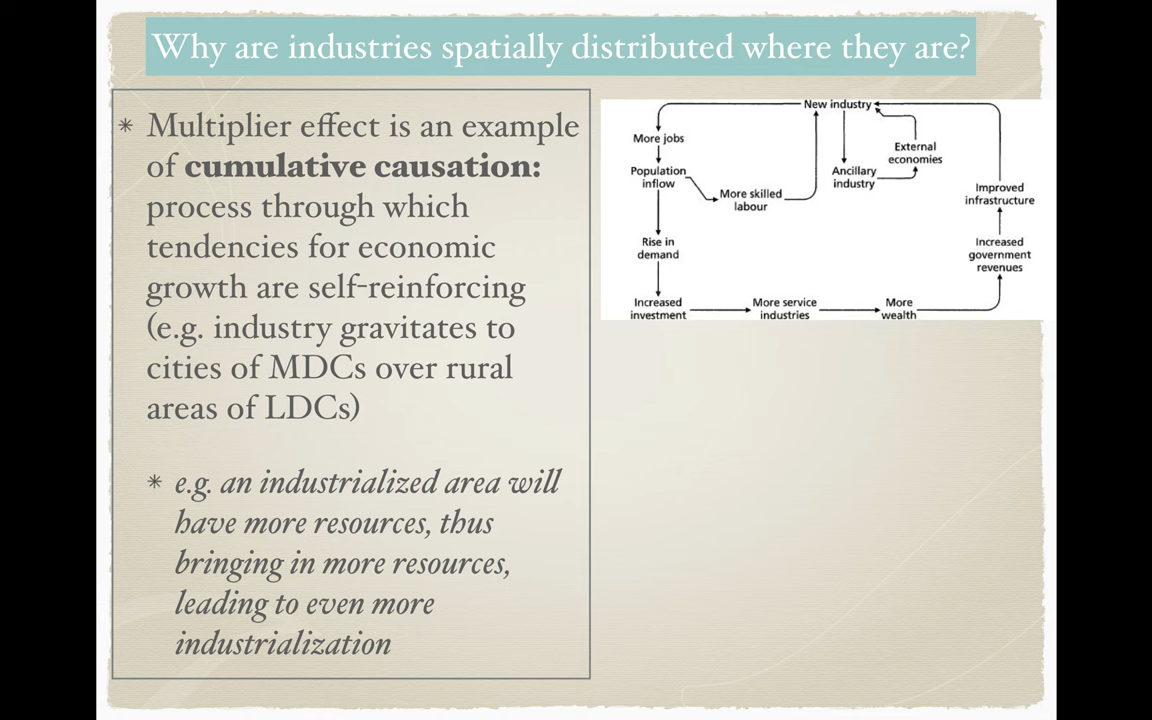 Why are industries spatially distributed where they are?
* Multiplier effect is an example
of cumulative causation:
process through which
tendencies for economic
growth are self-reinforcing
(e.g. industry gravitates to
cities of MDCs over rural
areas of LDCs)
* e.g. an industrialized area will
have more resources, thus
bringing in more resources,
leading to even more
industrialization
New industry
More jobs
Population
inflow
More skilled
labour
Ancillary
industry
External
economies
Improved
infrastructure
Rise in
demand
Increased
government
revenues
Increased
investment
More service
industries
More
wealth